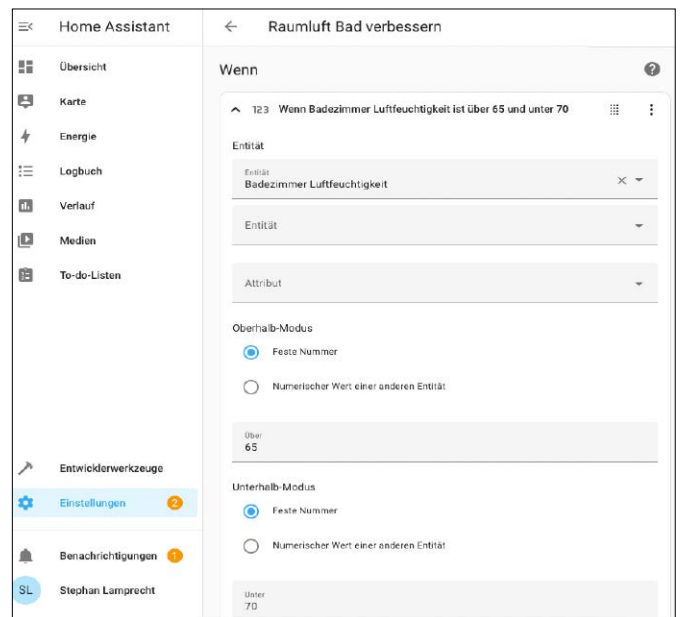 Home Assistant
Übersicht
Karte
Energie
Logbuch
Verlauf
Medien
To-do-Listen
Entwicklerwerkzeuge
Einstellungen 2
Benachrichtigungen 1
SL Stephan Lamprecht
Raumluft Bad verbessern
Wenn
123 Wenn Badezimmer Luftfeuchtigkeit ist über 65 und unter 70
Entität
Entität
Badezimmer Luftfeuchtigkeit
Entität
Attribut
Oberhalb-Modus
Feste Nummer
Numerischer Wert einer anderen Entität
Über
65
Unterhalb-Modus
Feste Nummer
Numerischer Wert einer anderen Entität
Unter
70